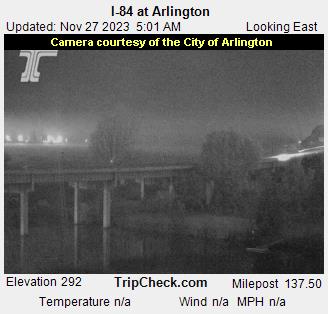 I-84 at Arlington
Updated: Nov 27 2023 5:01 AM Looking East
Camera courtesy of the City of Arlington
Elevation 292 TripCheck.com Milepost 137.50
Temperature n/a Wind n/a MPH n/a